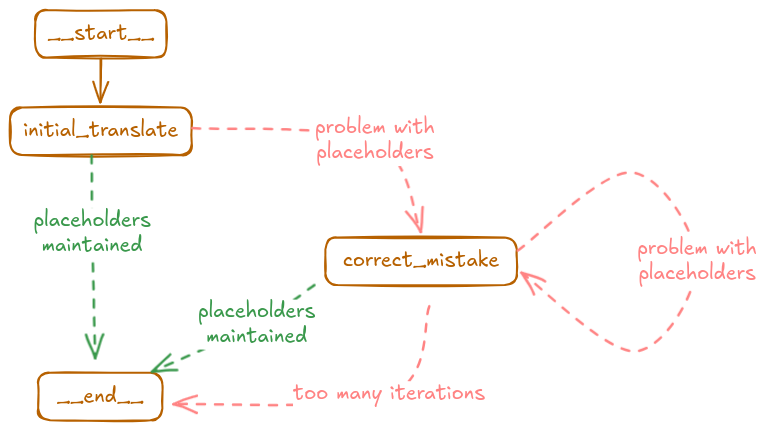 __start__
initial_translate
problem with
placeholders
placeholders
maintained
correct_mistake
problem with
placeholders
placeholders
maintained
__end__
too many iterations